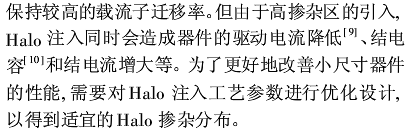 保持较高的载流子迁移率。但由于高掺杂区的引入,
Halo 注入同时会造成器件的驱动电流降低[9]、结电
容[10]和结电流增大等。为了更好地改善小尺寸器件
的性能,需要对 Halo 注入工艺参数进行优化设计,
以得到适宜的 Halo 掺杂分布。